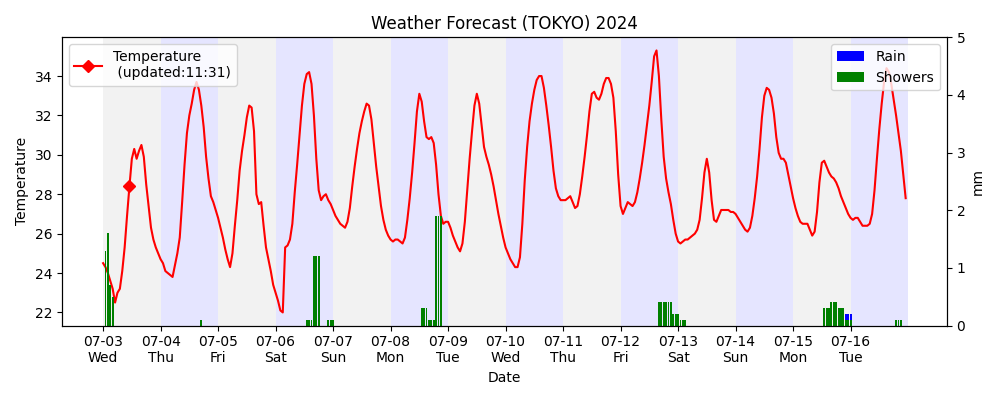 Weather Forecast (TOKYO) 2024
Temperature
(updated:11:31)
Rain
Showers
Temperature
34
32
30
28
26
24
22
5
4
3
2
1
0
mm
07-03 07-04 07-05 07-06 07-07 07-08 07-09 07-10 07-11 07-12 07-13 07-14 07-15 07-16
Wed Thu Fri Sat Sun Mon Tue Wed Thu Fri Sat Sun Mon Tue
Date